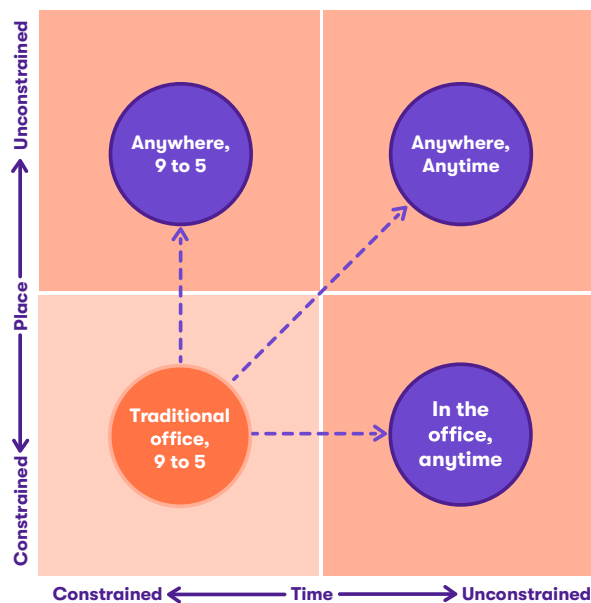 Unconstrained
Place
Constrained
Anywhere,
9 to 5
Anywhere,
Anytime
Traditional
office,
9 to 5
In the
office,
anytime
Constrained
Time
Unconstrained